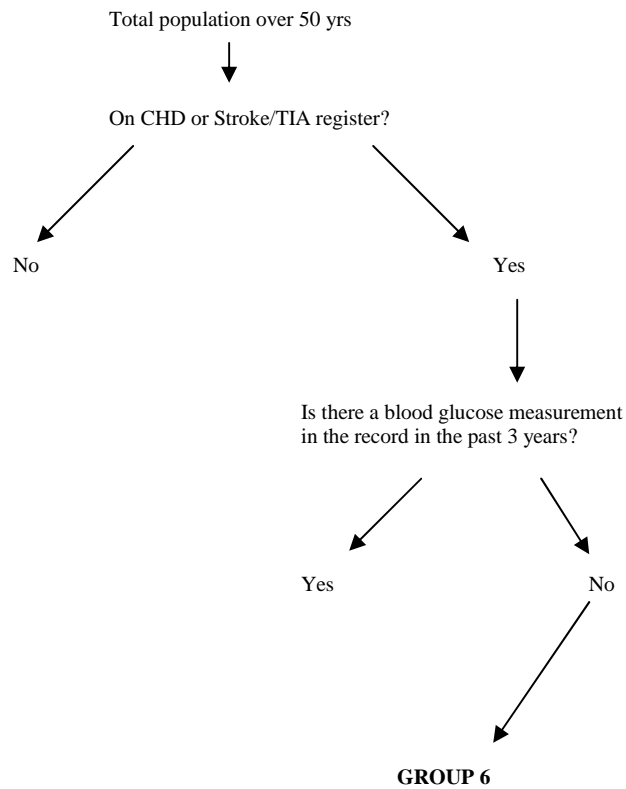 Total population over 50 yrs
On CHD or Stroke/TIA register?
No
Yes
Is there a blood glucose measurement
in the record in the past 3 years?
Yes
No
GROUP 6